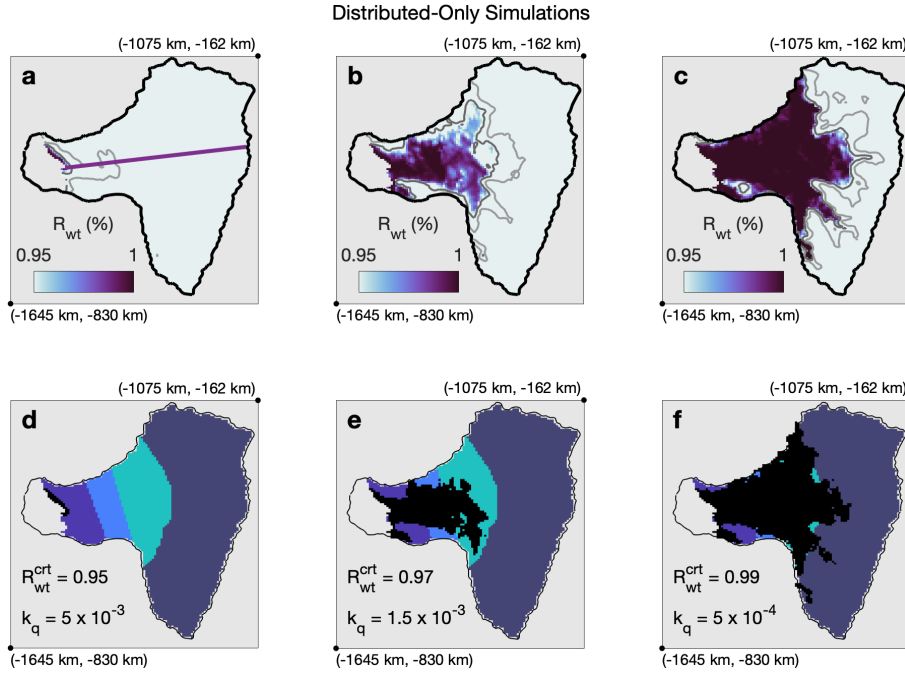 Distributed-Only Simulations
(-1075 km, -162 km)
(-1075 km, -162 km)
(-1075 km, -162 km)
a
b
c
R_wt (%)
0.95 1
R_wt (%)
0.95 1
R_wt (%)
0.95 1
(-1645 km, -830 km)
(-1645 km, -830 km)
(-1645 km, -830 km)
(-1075 km, -162 km)
(-1075 km, -162 km)
(-1075 km, -162 km)
d
e
f
R_wt^crt = 0.95
k_q = 5 x 10^-3
R_wt^crt = 0.97
k_q = 1.5 x 10^-3
R_wt^crt = 0.99
k_q = 5 x 10^-4
(-1645 km, -830 km)
(-1645 km, -830 km)
(-1645 km, -830 km)